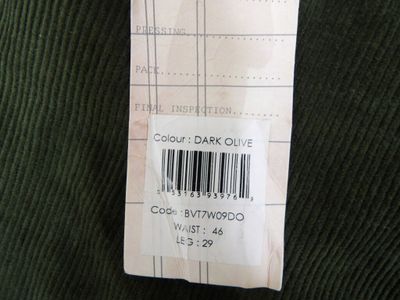 PRESSING
PACK
FINAL INSPECTION
Colour : DARK OLIVE
Code : BVT7W09DO
WAIST : 46
LEG : 29